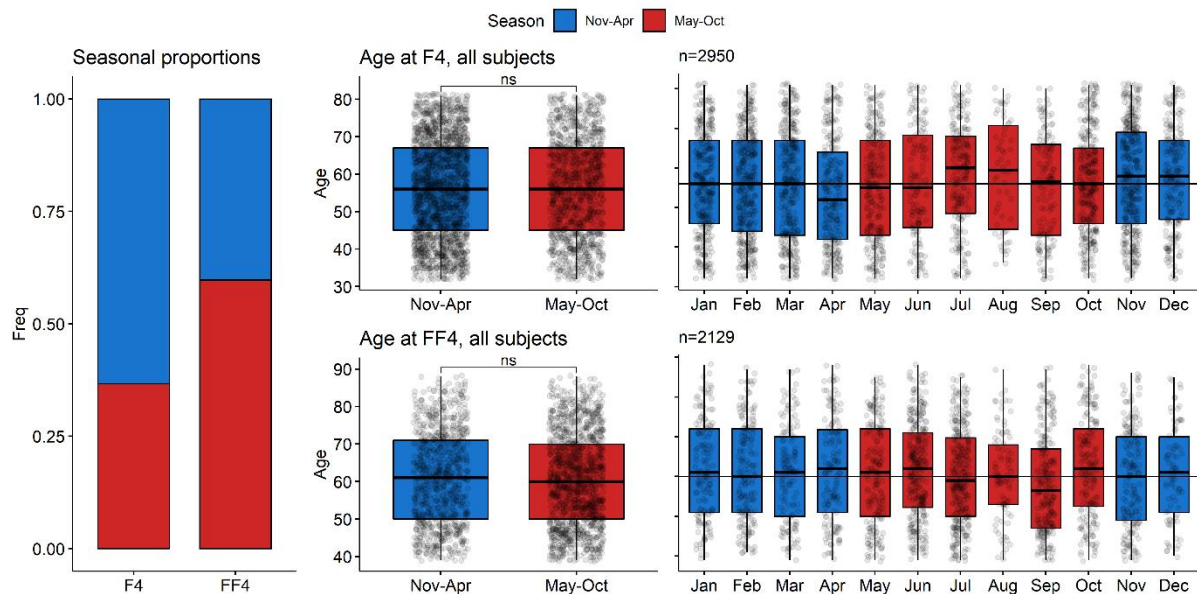 Season Nov-Apr May-Oct
Seasonal proportions
Freq
1.00
0.75
0.50
0.25
0.00
F4 FF4
Age at F4, all subjects
ns
Age
80
70
60
50
40
30
Nov-Apr May-Oct
n=2950
Jan Feb Mar Apr May Jun Jul Aug Sep Oct Nov Dec
Age at FF4, all subjects
ns
Age
90
80
70
60
50
40
Nov-Apr May-Oct
n=2129
Jan Feb Mar Apr May Jun Jul Aug Sep Oct Nov Dec